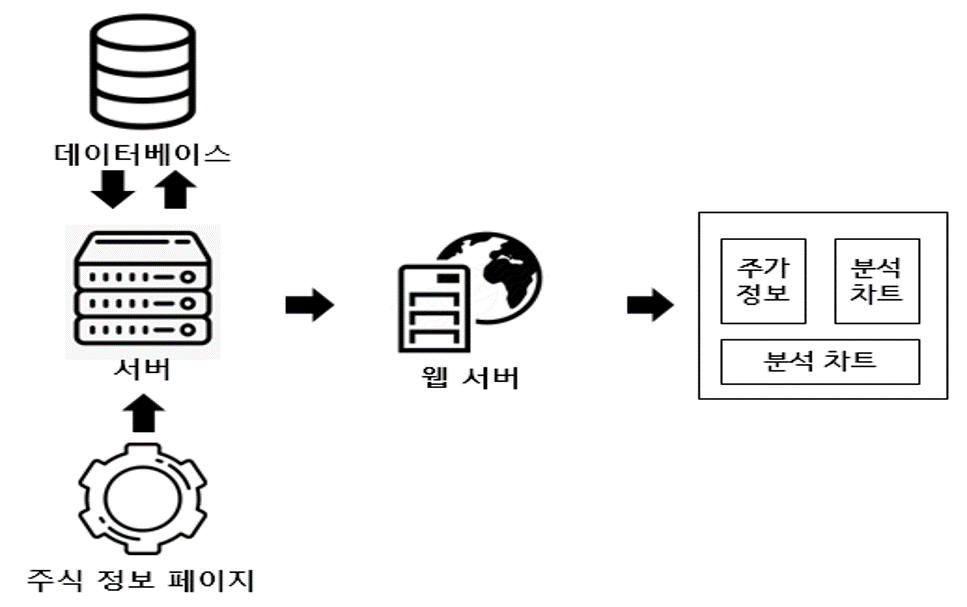 데이터베이스
서버
주식 정보 페이지
웹 서버
주가
정보
분석
차트
분석 차트